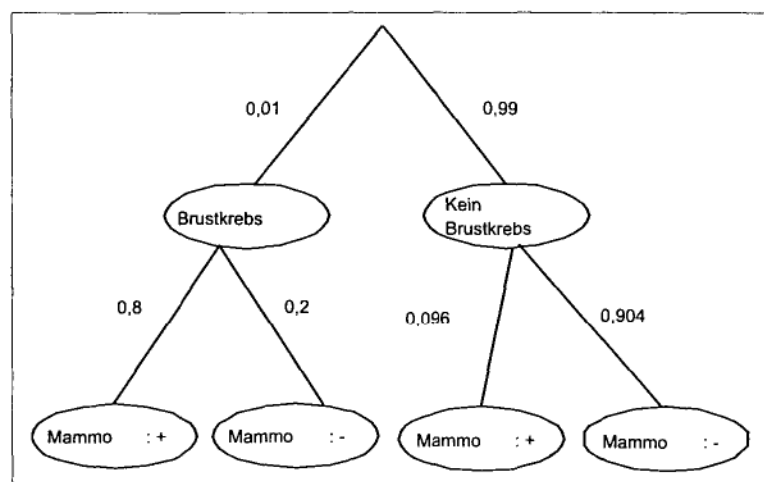 0,01
0,99
Brustkrebs
Kein
Brustkrebs
0,8
0,2
0,096
0,904
Mammo : +
Mammo : -
Mammo : +
Mammo : -